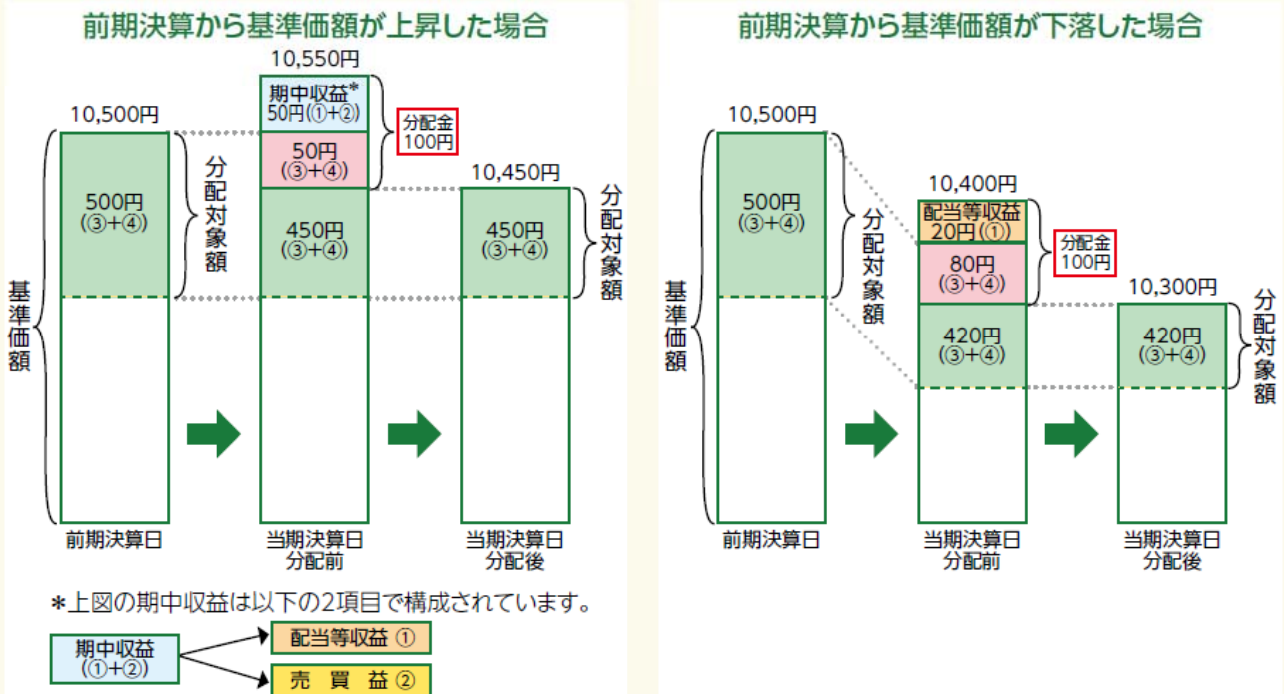 前期決算から基準価額が上昇した場合
10,500円
10,550円
期中収益*
50円(①+②)
分配金
100円
50円
(③+④)
10,450円
500円
(③+④)
分配対象額
450円
(③+④)
450円
(③+④)
分配対象額
基準価額
前期決算日
当期決算日
分配前
当期決算日
分配後
*上図の期中収益は以下の2項目で構成されています。
期中収益
(①+②)
配当等収益 ①
売 買 益 ②
前期決算から基準価額が下落した場合
10,500円
10,400円
配当等収益
20円(①)
分配金
100円
500円
(③+④)
分配対象額
80円
(③+④)
10,300円
420円
(③+④)
420円
(③+④)
分配対象額
基準価額
前期決算日
当期決算日
分配前
当期決算日
分配後